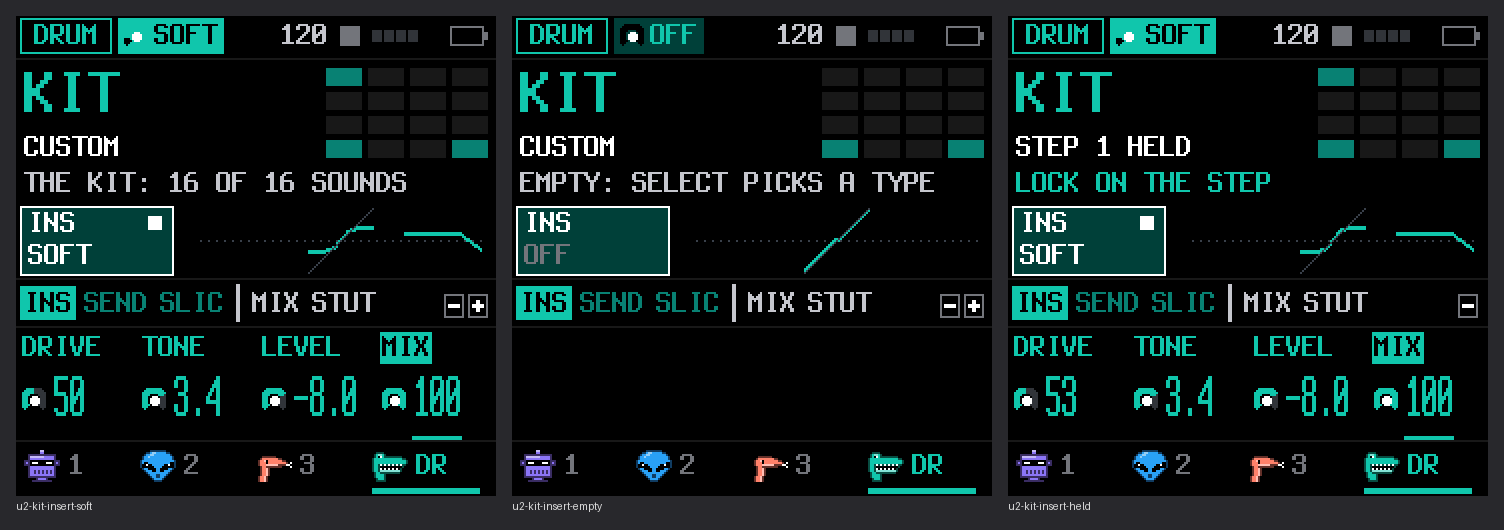 DRUM SOFT 120
KIT
CUSTOM
THE KIT: 16 OF 16 SOUNDS
INS
SOFT
INS SEND SLIC MIX STUT - +
DRIVE TONE LEVEL MIX
50 3.4 -8.0 100
1 2 3 DR
u2-kit-insert-soft
DRUM OFF 120
KIT
CUSTOM
EMPTY: SELECT PICKS A TYPE
INS
OFF
INS SEND SLIC MIX STUT - +
1 2 3 DR
u2-kit-insert-empty
DRUM SOFT 120
KIT
STEP 1 HELD
LOCK ON THE STEP
INS
SOFT
INS SEND SLIC MIX STUT -
DRIVE TONE LEVEL MIX
53 3.4 -8.0 100
1 2 3 DR
u2-kit-insert-held